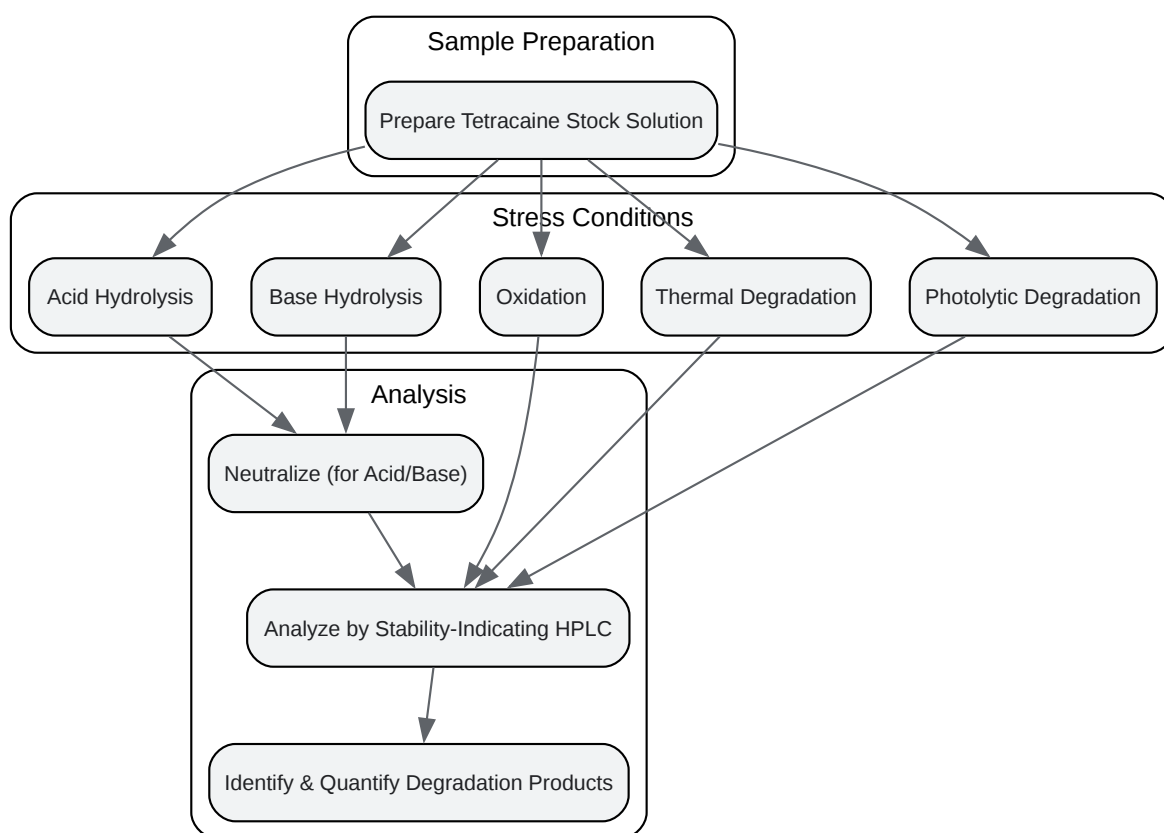 Sample Preparation
Prepare Tetracaine Stock Solution
Stress Conditions
Acid Hydrolysis
Base Hydrolysis
Oxidation
Thermal Degradation
Photolytic Degradation
Analysis
Neutralize (for Acid/Base)
Analyze by Stability-Indicating HPLC
Identify & Quantify Degradation Products